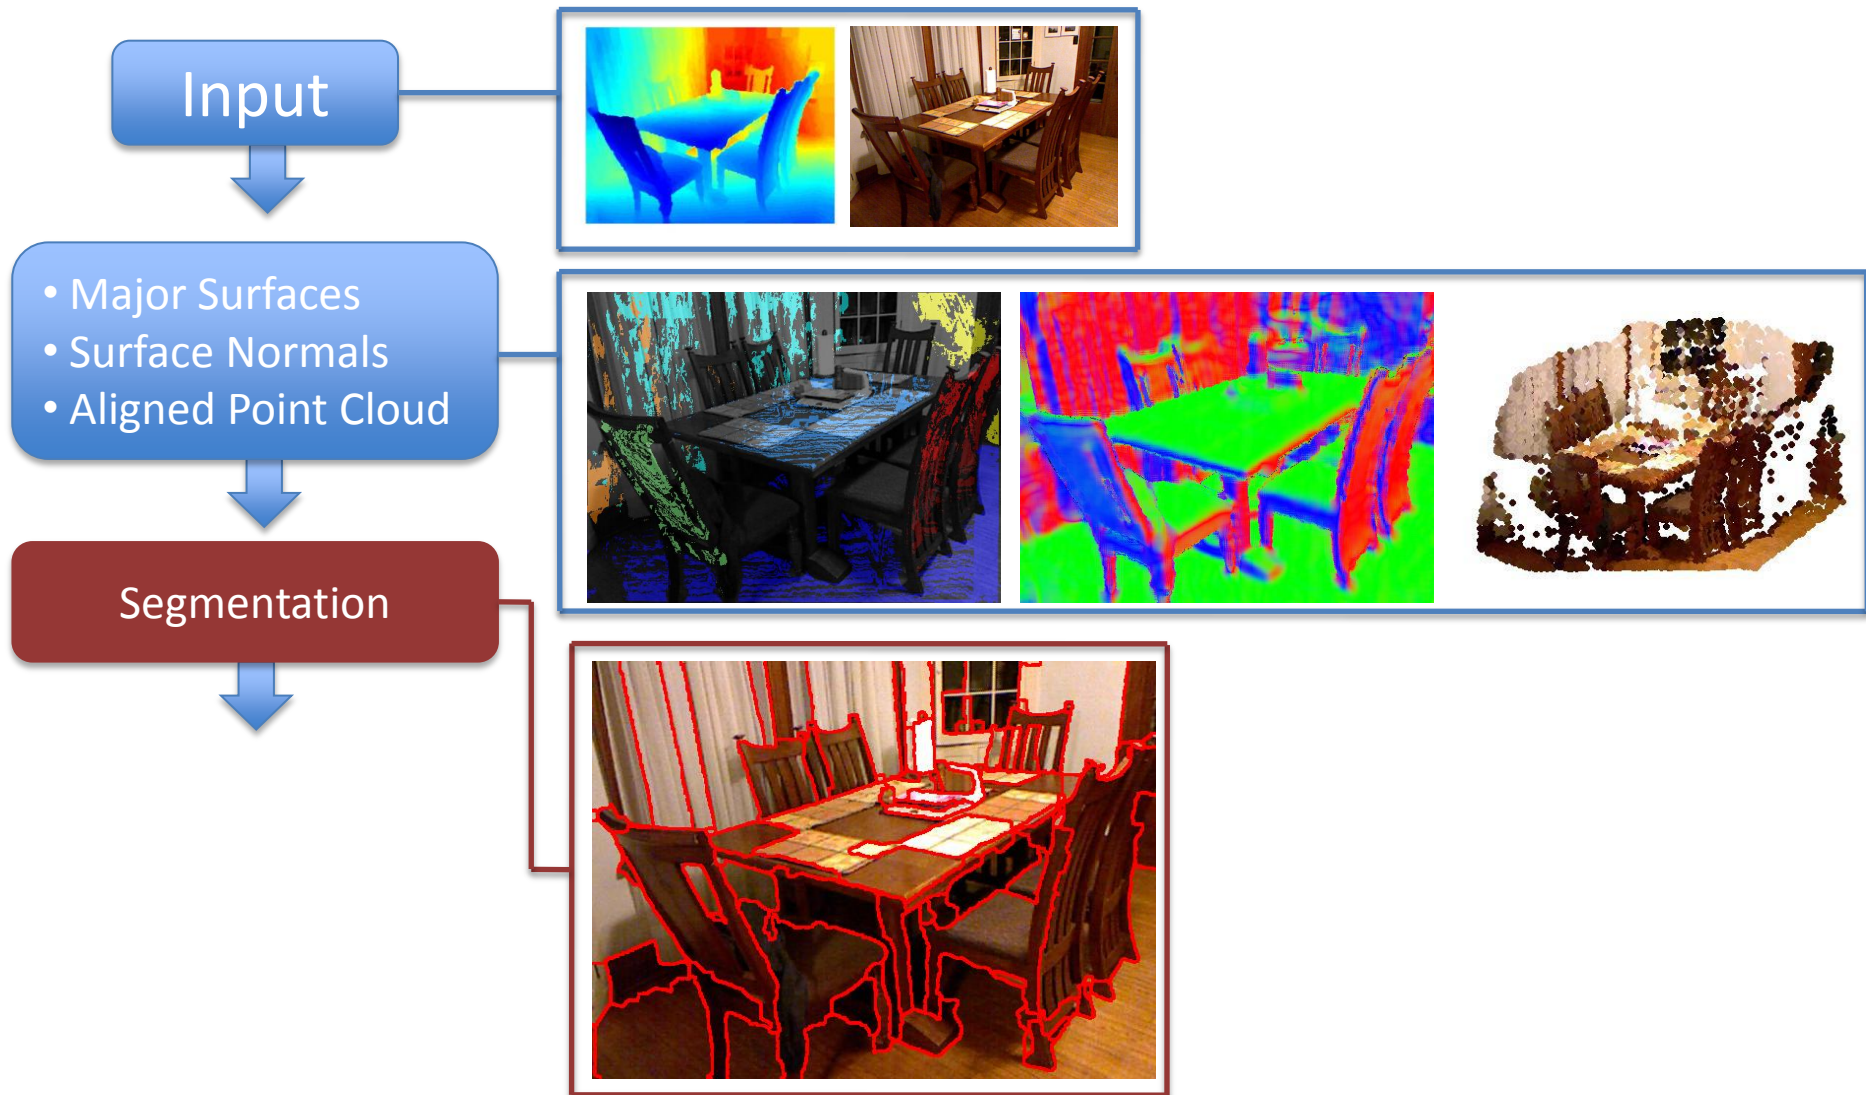 Input
• Major Surfaces
• Surface Normals
• Aligned Point Cloud
Segmentation